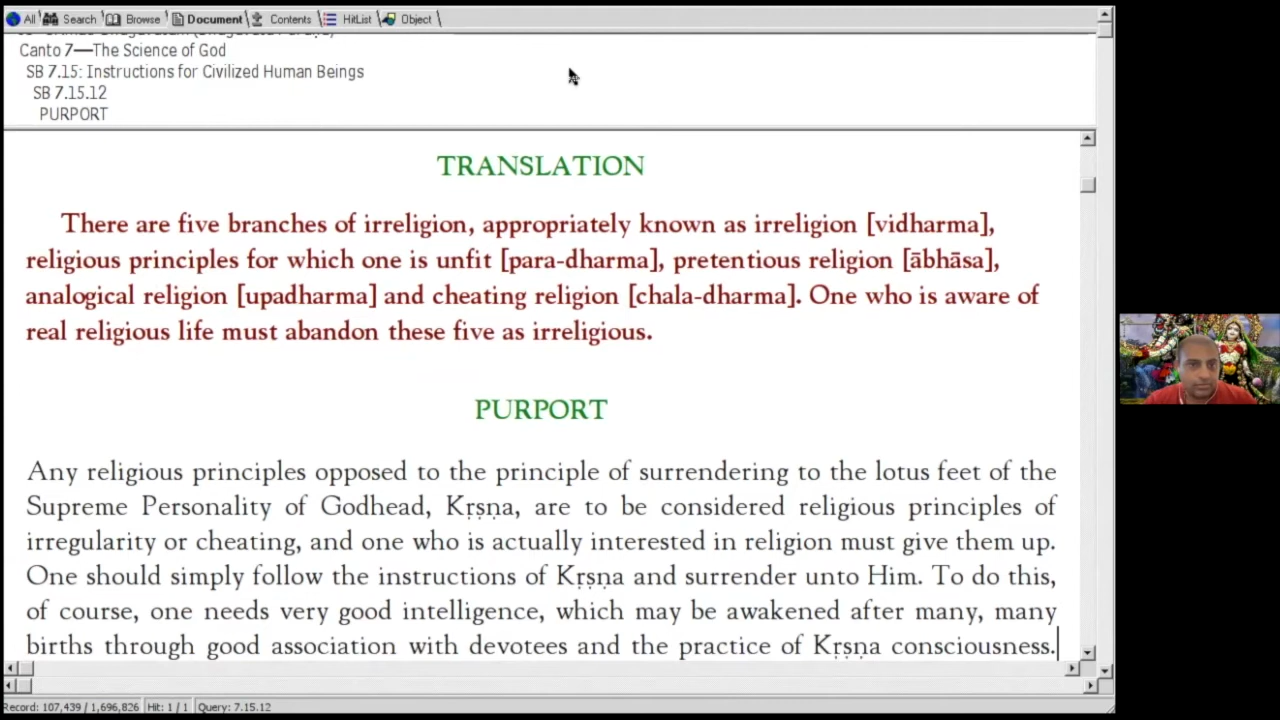 All Search Browse Document Contents HitList Object
Canto 7—The Science of God
SB 7.15: Instructions for Civilized Human Beings
SB 7.15.12
PURPORT
TRANSLATION
There are five branches of irreligion, appropriately known as irreligion [vidharma],
religious principles for which one is unfit [para-dharma], pretentious religion [ābhāsa],
analogical religion [upadharma] and cheating religion [chala-dharma]. One who is aware of
real religious life must abandon these five as irreligious.
PURPORT
Any religious principles opposed to the principle of surrendering to the lotus feet of the
Supreme Personality of Godhead, Kṛṣṇa, are to be considered religious principles of
irregularity or cheating, and one who is actually interested in religion must give them up.
One should simply follow the instructions of Kṛṣṇa and surrender unto Him. To do this,
of course, one needs very good intelligence, which may be awakened after many, many
births through good association with devotees and the practice of Kṛṣṇa consciousness.
Record: 107,439 / 1,696,826 Hit: 1 / 1 Query: 7.15.12